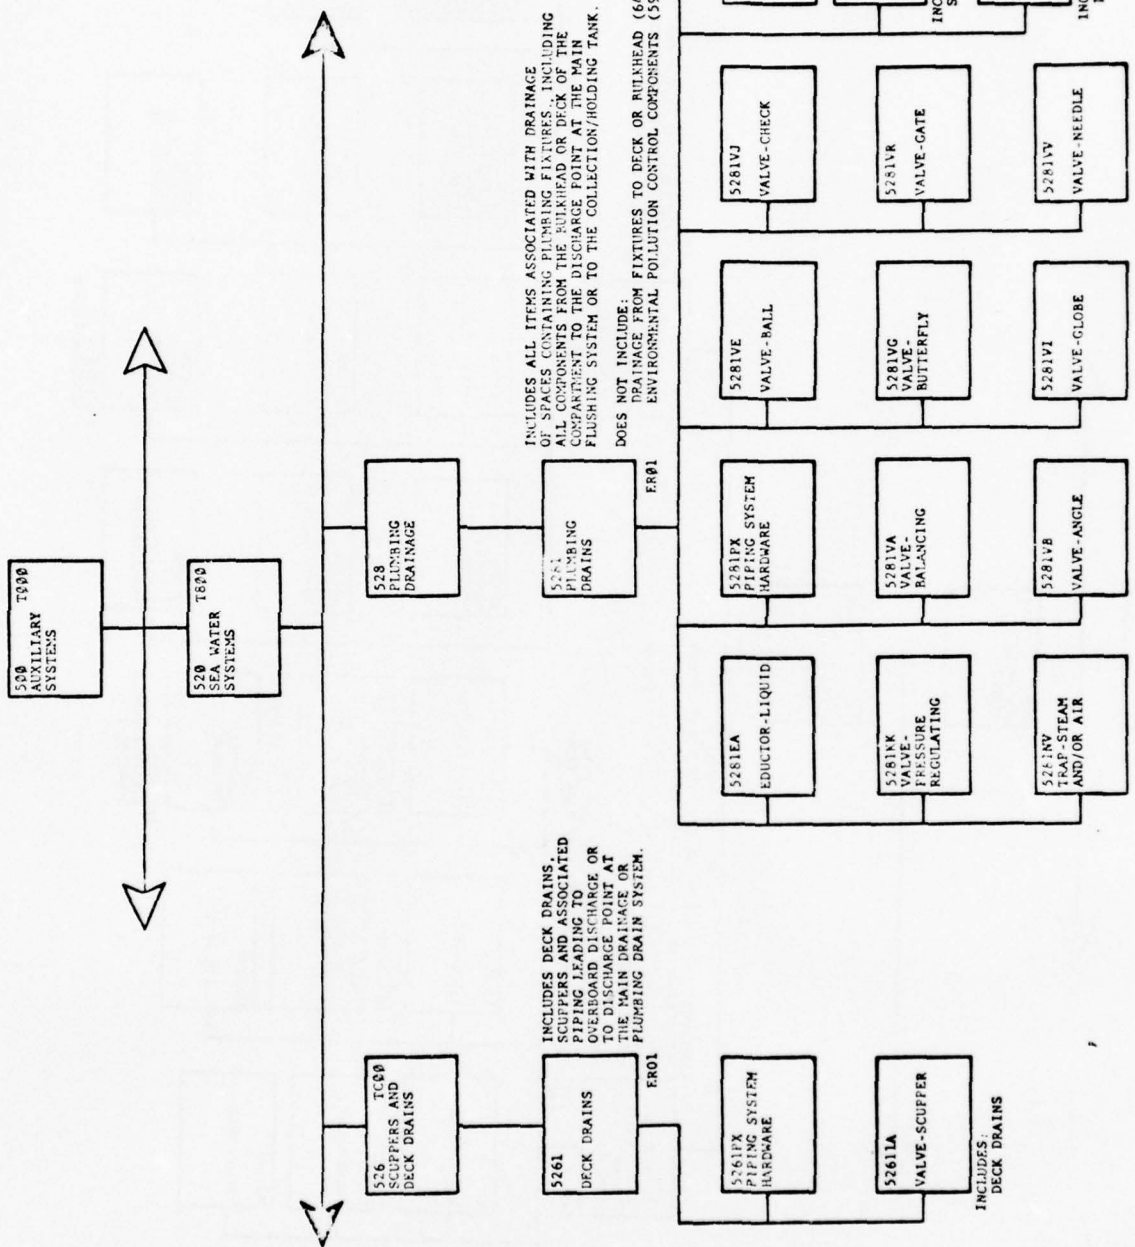 500 T000
AUXILIARY
SYSTEMS
520 T800
SEA WATER
SYSTEMS
526 TC00
SCUPPERS AND
DECK DRAINS
5261
DECK DRAINS
INCLUDES DECK DRAINS,
SCUPPERS AND ASSOCIATED
PIPING LEADING TO
OVERBOARD DISCHARGE OR
TO DISCHARGE POINT AT
THE MAIN DRAINAGE OR
PLUMBING DRAIN SYSTEM.
ER01
5261PX
PIPING SYSTEM
HARDWARE
5261LA
VALVE-SCUPPER
INCLUDES:
DECK DRAINS
528
PLUMBING
DRAINAGE
5281
PLUMBING
DRAINS
INCLUDES ALL ITEMS ASSOCIATED WITH DRAINAGE
OF SPACES CONTAINING PLUMBING FIXTURES, INCLUDING
ALL COMPONENTS FROM THE BULKHEAD OR DECK OF THE
COMPARTMENT TO THE DISCHARGE POINT AT THE MAIN
FLUSHING SYSTEM OR TO THE COLLECTION/HOLDING TANK.
DOES NOT INCLUDE:
DRAINAGE FROM FIXTURES TO DECK OR BULKHEAD (64
ENVIRONMENTAL POLLUTION CONTROL COMPONENTS (59
ER01
5281EA
EDUCTOR-LIQUID
5281KK
VALVE-
PRESSURE
REGULATING
5281NV
TRAP-STEAM
AND/OR AIR
5281PX
PIPING SYSTEM
HARDWARE
5281VA
VALVE-
BALANCING
5281VB
VALVE-ANGLE
5281VE
VALVE-BALL
5281VG
VALVE-
BUTTERFLY
5281VI
VALVE-GLOBE
5281VJ
VALVE-CHECK
5281VR
VALVE-GATE
5281VV
VALVE-NEEDLE
INC
S
INC